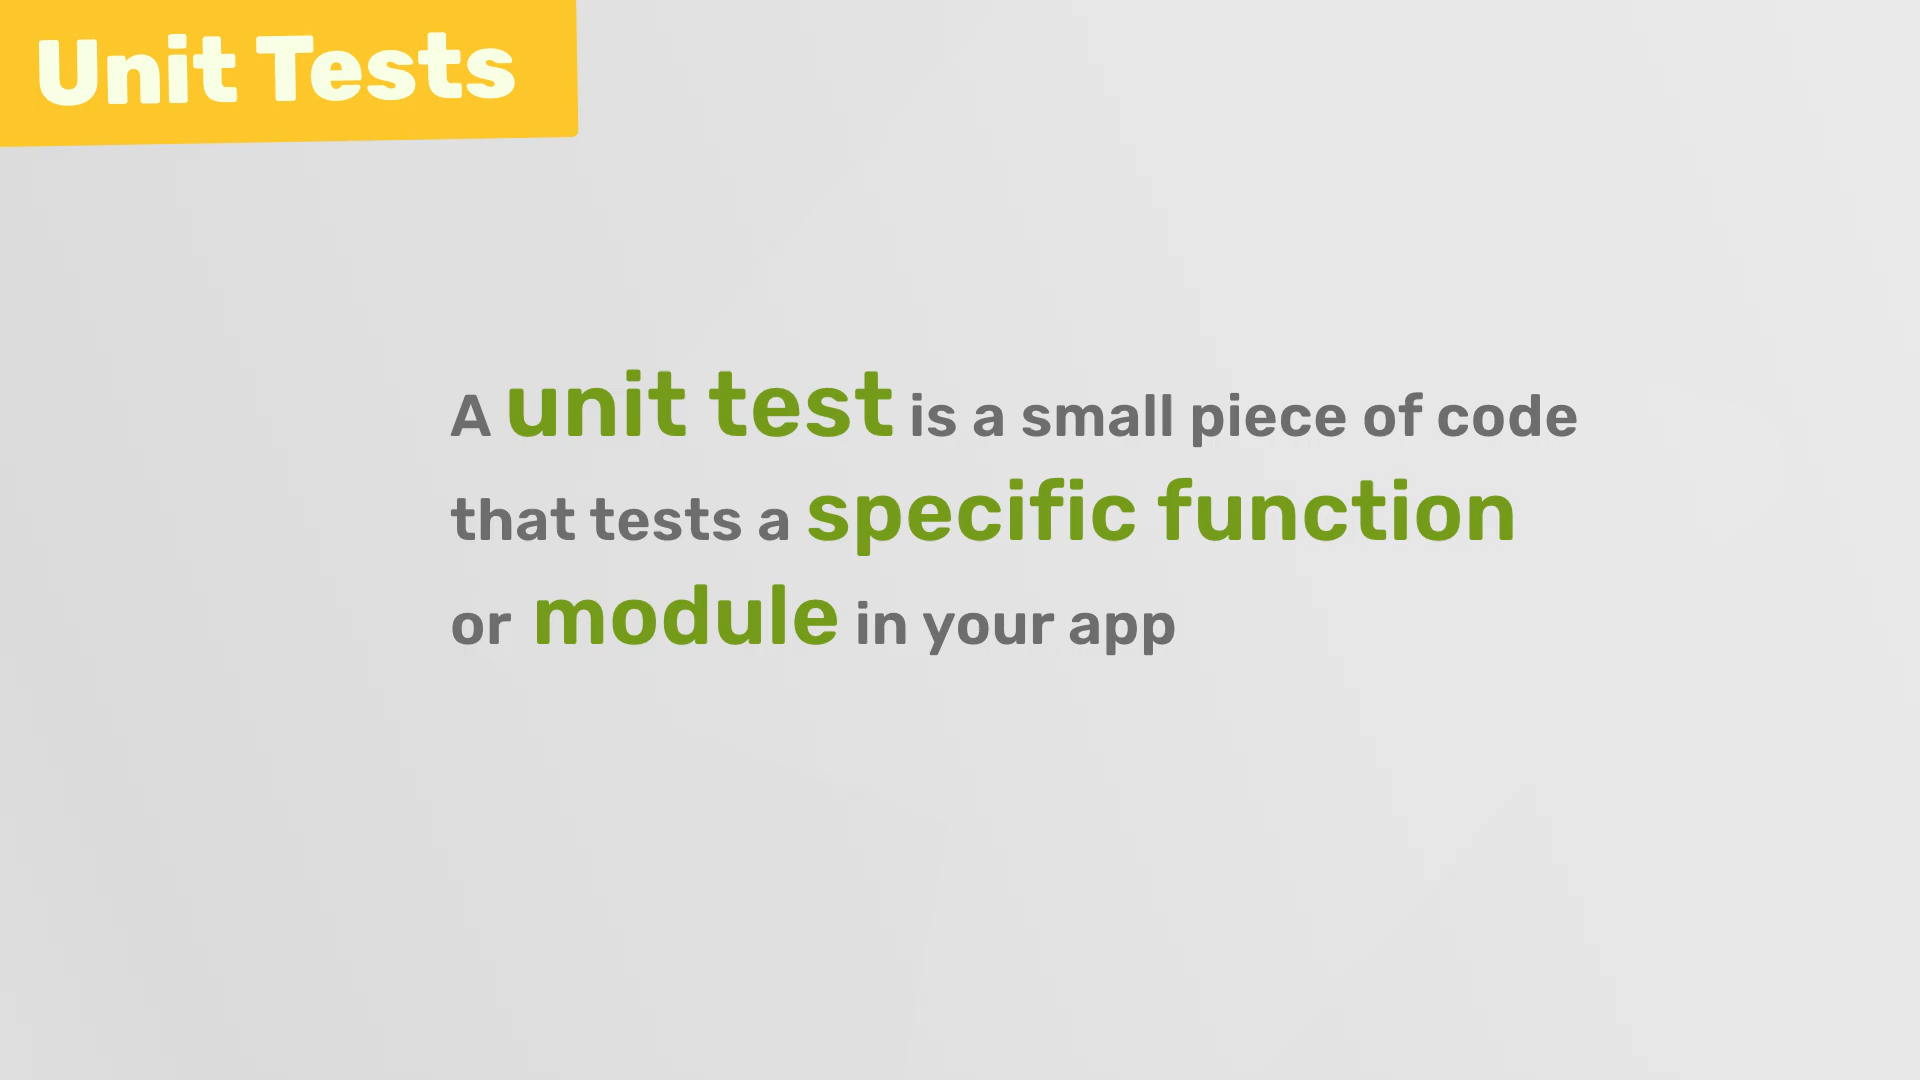 Unit Tests
A unit test is a small piece of code
that tests a specific function
or module in your app